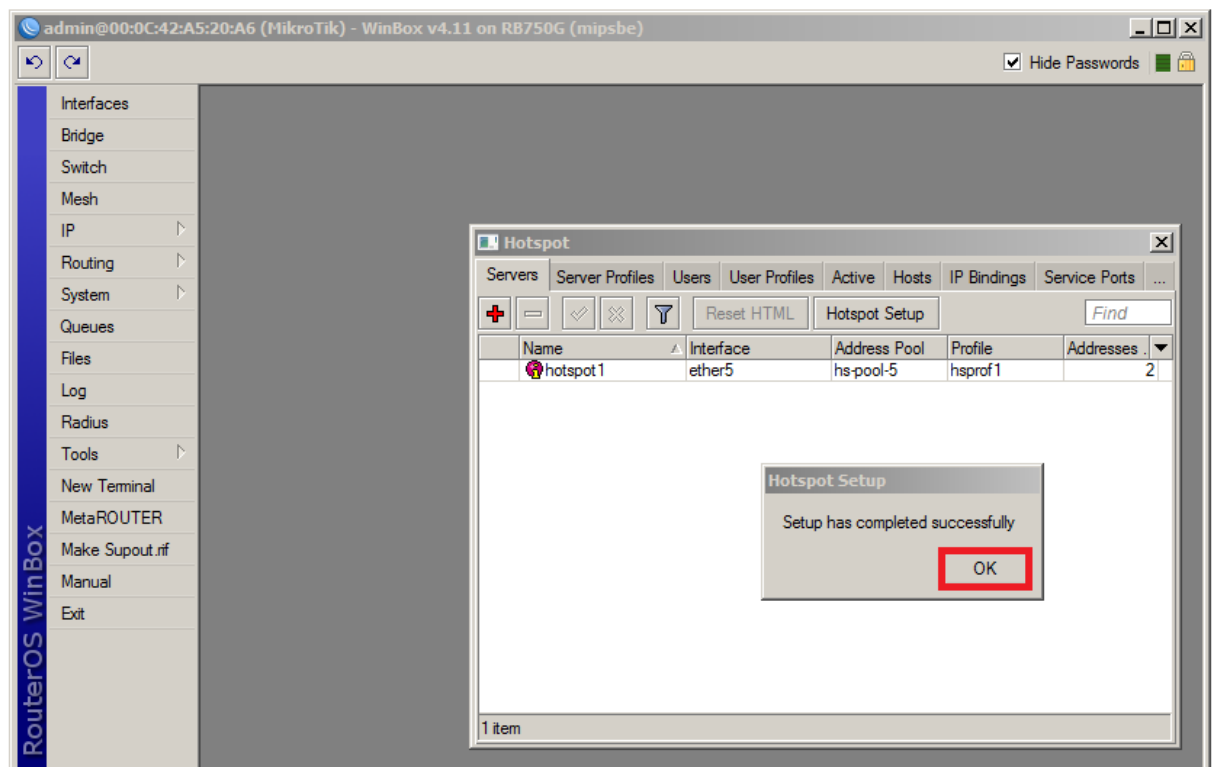 admin@00:0C:42:A5:20:A6 (MikroTik) - WinBox v4.11 on RB750G (mipsbe)
Hide Passwords
Interfaces
Bridge
Switch
Mesh
IP
Routing
System
Queues
Files
Log
Radius
Tools
New Terminal
MetaROUTER
Make Supout.rif
Manual
Exit
RouterOS WinBox
Hotspot
Servers Server Profiles Users User Profiles Active Hosts IP Bindings Service Ports ...
Reset HTML Hotspot Setup Find
Name Interface Address Pool Profile Addresses .
hotspot1 ether5 hs-pool-5 hsprof1 2
Hotspot Setup
Setup has completed successfully
OK
1 item